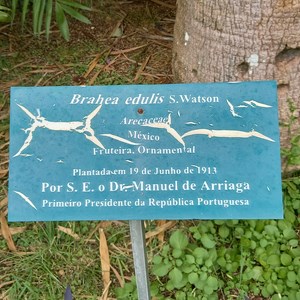 Brahea edulis S.Watson
Arecaceae
México
Fruteira, Ornamental
Plantada em 19 de Junho de 1913
Por S. E. o Dr. Manuel de Arriaga
Primeiro Presidente da República Portuguesa